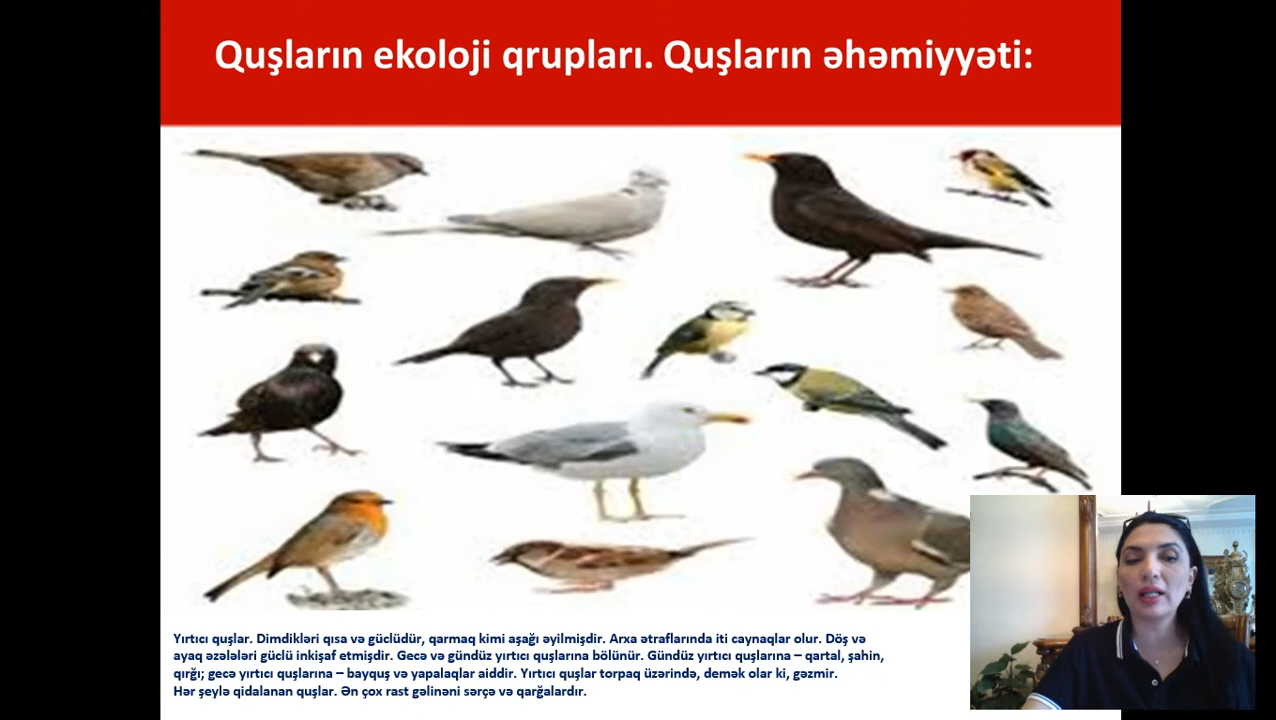 Quşların ekoloji qrupları. Quşların əhəmiyyəti:
Yırtıcı quşlar. Dimdikləri qısa və güclüdür, qarmaq kimi aşağı əyilmişdir. Arxa ətraflarında iti caynaqlar olur. Döş və
ayaq əzələləri güclü inkişaf etmişdir. Gecə və gündüz yırtıcı quşlarına bölünür. Gündüz yırtıcı quşlarına – qartal, şahin,
qırğı; gecə yırtıcı quşlarına – bayquş və yapalaqlar aiddir. Yırtıcı quşlar torpaq üzərində, demək olar ki, gəzmir.
Hər şeylə qidalanan quşlar. Ən çox rast gəlinəni sərçə və qarğalardır.